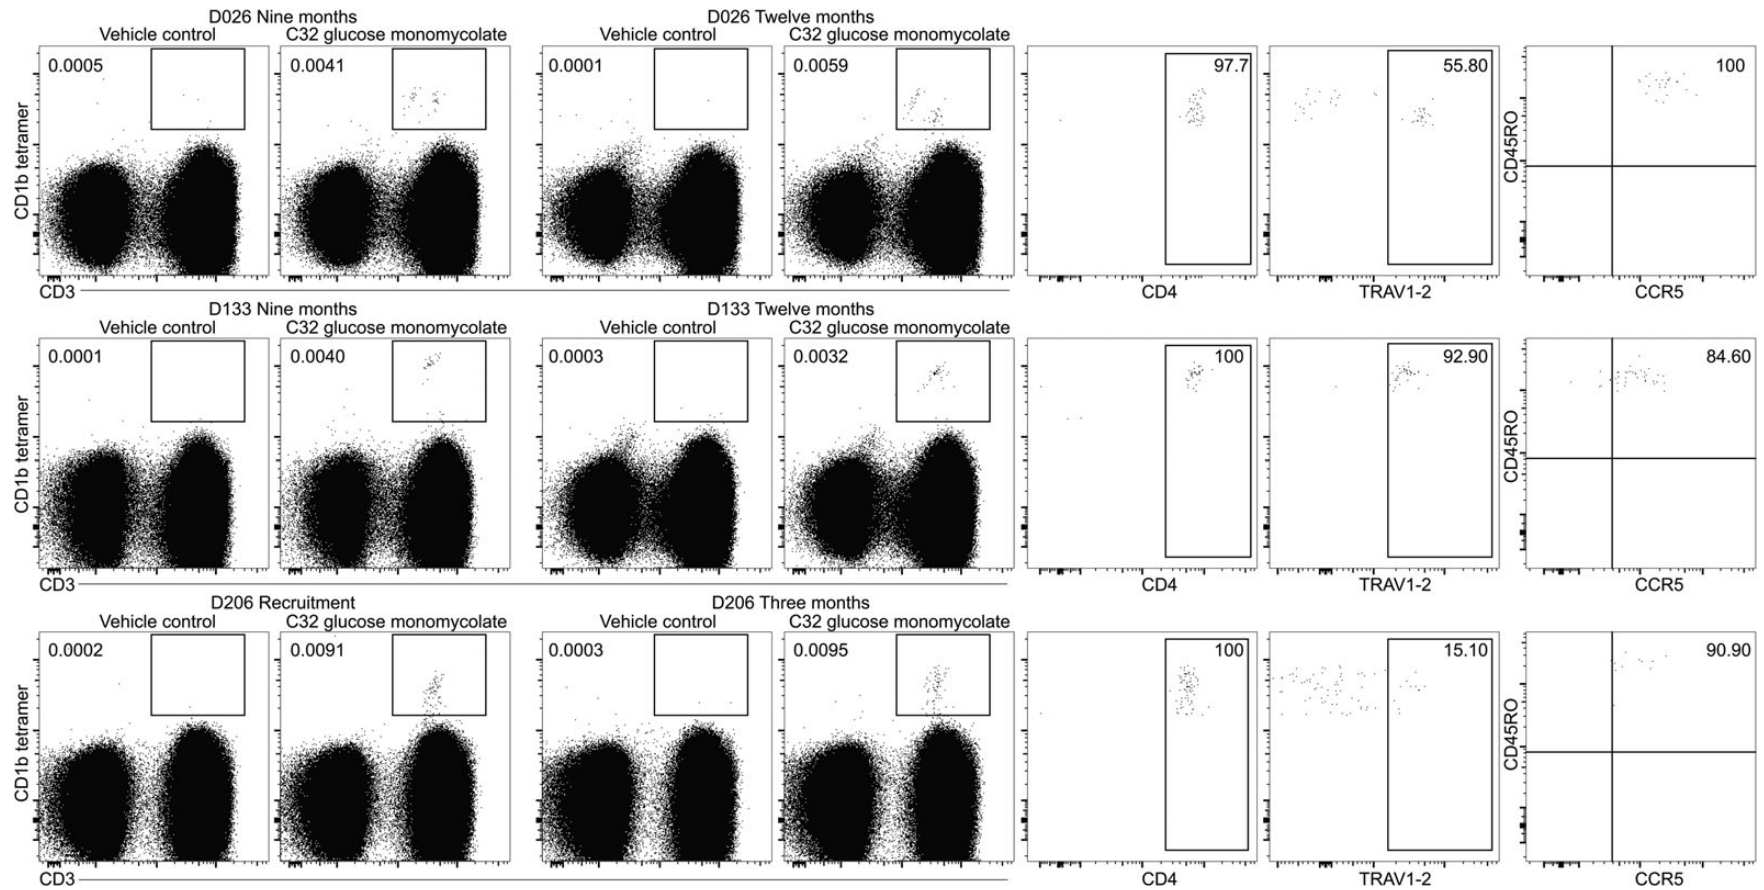 D026 Nine months
D026 Twelve months
Vehicle control
C32 glucose monomycolate
Vehicle control
C32 glucose monomycolate
0.0005
0.0041
0.0001
0.0059
97.7
55.80
100
CD1b tetramer
CD45RO
CD3
CD4
TRAV1-2
CCR5
D133 Nine months
D133 Twelve months
Vehicle control
C32 glucose monomycolate
Vehicle control
C32 glucose monomycolate
0.0001
0.0040
0.0003
0.0032
100
92.90
84.60
CD1b tetramer
CD45RO
CD3
CD4
TRAV1-2
CCR5
D206 Recruitment
D206 Three months
Vehicle control
C32 glucose monomycolate
Vehicle control
C32 glucose monomycolate
0.0002
0.0091
0.0003
0.0095
100
15.10
90.90
CD1b tetramer
CD45RO
CD3
CD4
TRAV1-2
CCR5